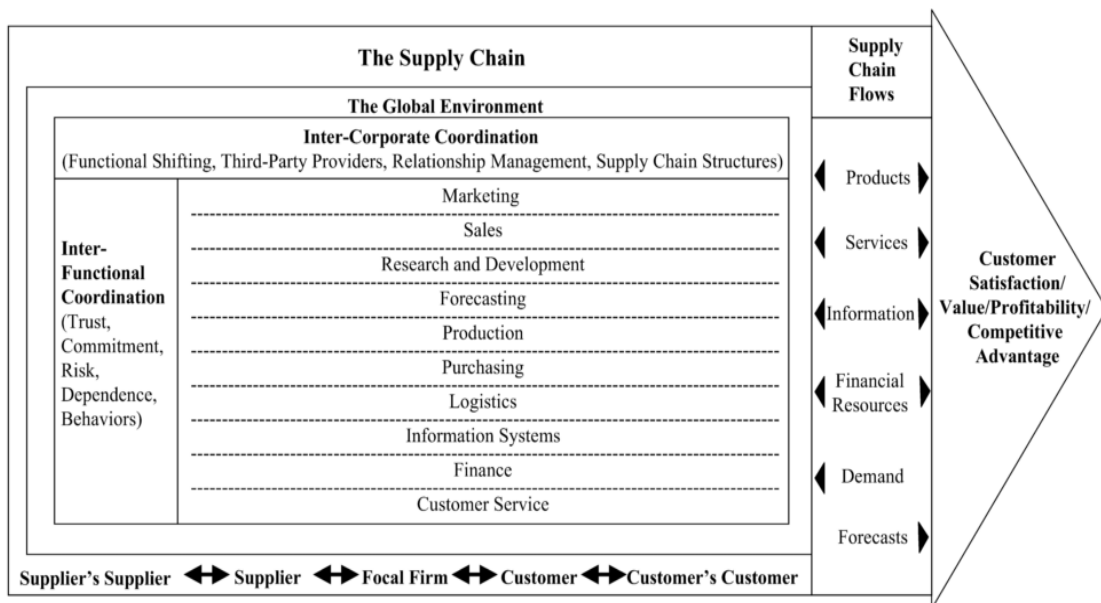 The Supply Chain
The Global Environment
Inter-Corporate Coordination
(Functional Shifting, Third-Party Providers, Relationship Management, Supply Chain Structures)
Inter-
Functional
Coordination
(Trust,
Commitment,
Risk,
Dependence,
Behaviors)
Marketing
Sales
Research and Development
Forecasting
Production
Purchasing
Logistics
Information Systems
Finance
Customer Service
Supplier's Supplier Supplier Focal Firm Customer Customer's Customer
Supply
Chain
Flows
Products
Services
Information
Financial
Resources
Demand
Forecasts
Customer
Satisfaction/
Value/Profitability/
Competitive
Advantage